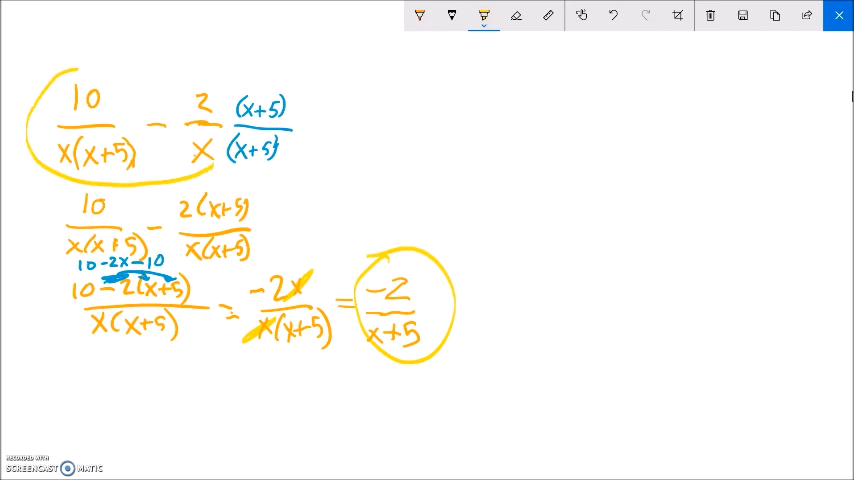 10/x(x+5) - 2/x (x+5)/(x+5)
10/x(x+5) - 2(x+5)/x(x+5)
10-2x-10
10-2(x+5)/x(x+5) = -2x/x(x+5) = -2/x+5
RECORDED WITH
SCREENCAST MATIC